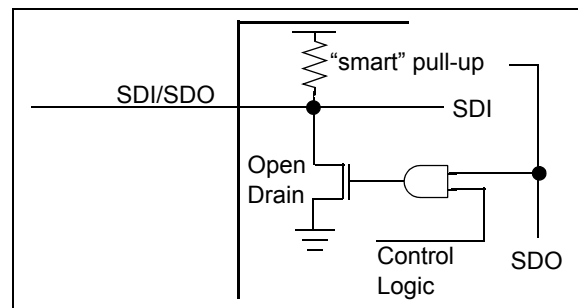 “smart” pull-up
SDI/SDO
SDI
Open
Drain
Control
Logic
SDO